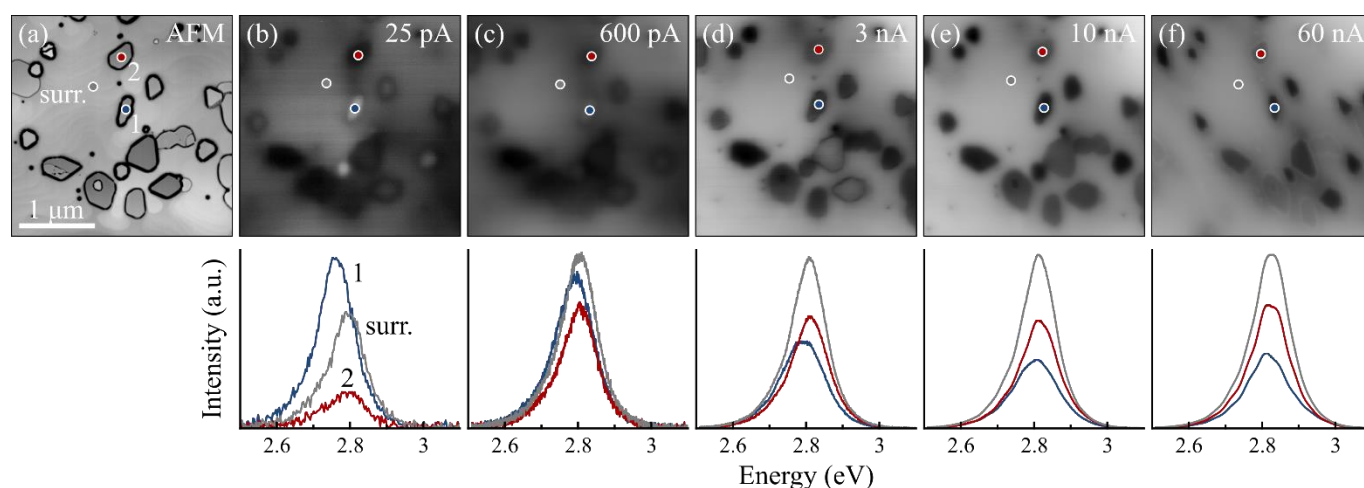 (a) AFM
2
surr.
1
1 µm
(b) 25 pA
(c) 600 pA
(d) 3 nA
(e) 10 nA
(f) 60 nA
Intensity (a.u.)
1
surr.
2
2.6 2.8 3
2.6 2.8 3
2.6 2.8 3
2.6 2.8 3
2.6 2.8 3
Energy (eV)